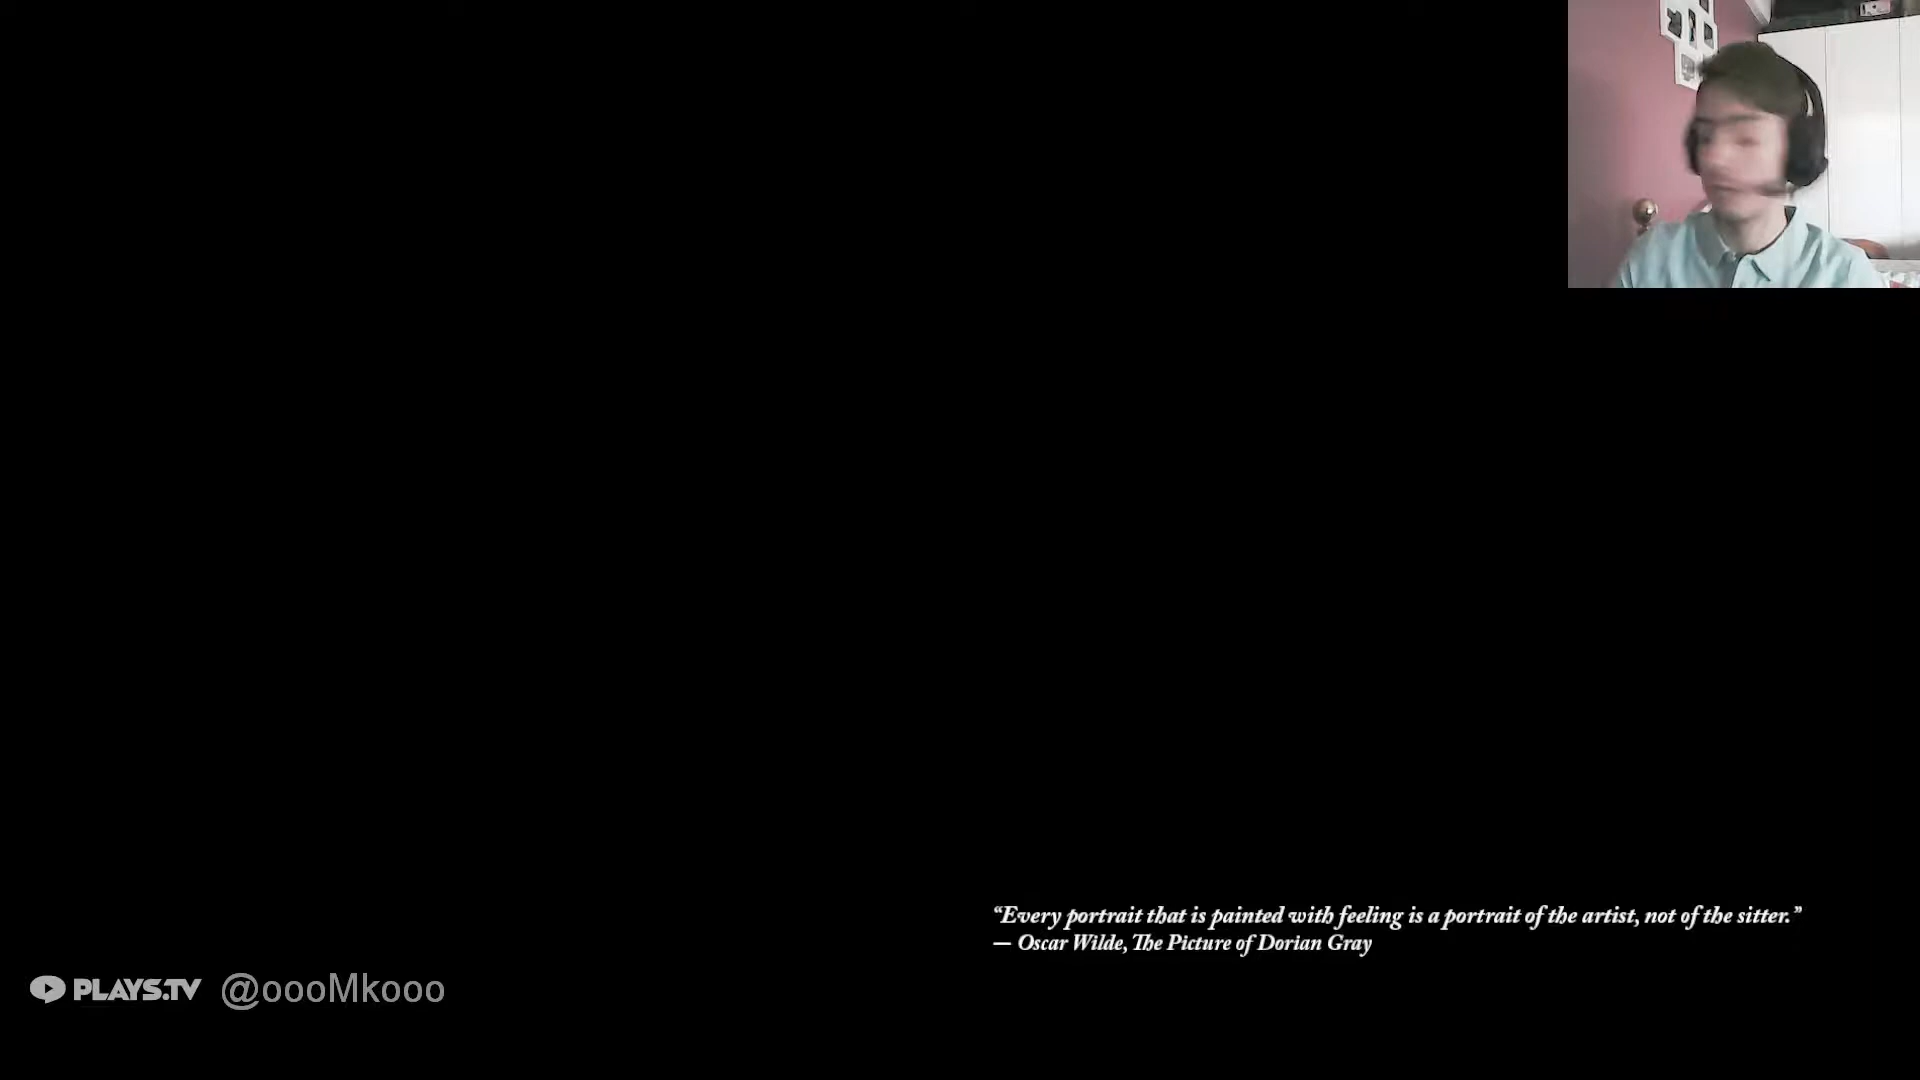 “Every portrait that is painted with feeling is a portrait of the artist, not of the sitter.”
— Oscar Wilde, The Picture of Dorian Gray
PLAYS.TV @oooMkooo